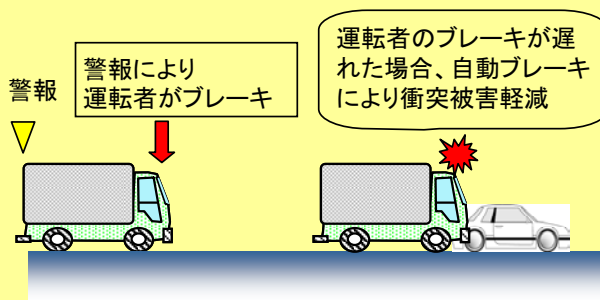 警報
警報により
運転者がブレーキ
運転者のブレーキが遅
れた場合、自動ブレーキ
により衝突被害軽減